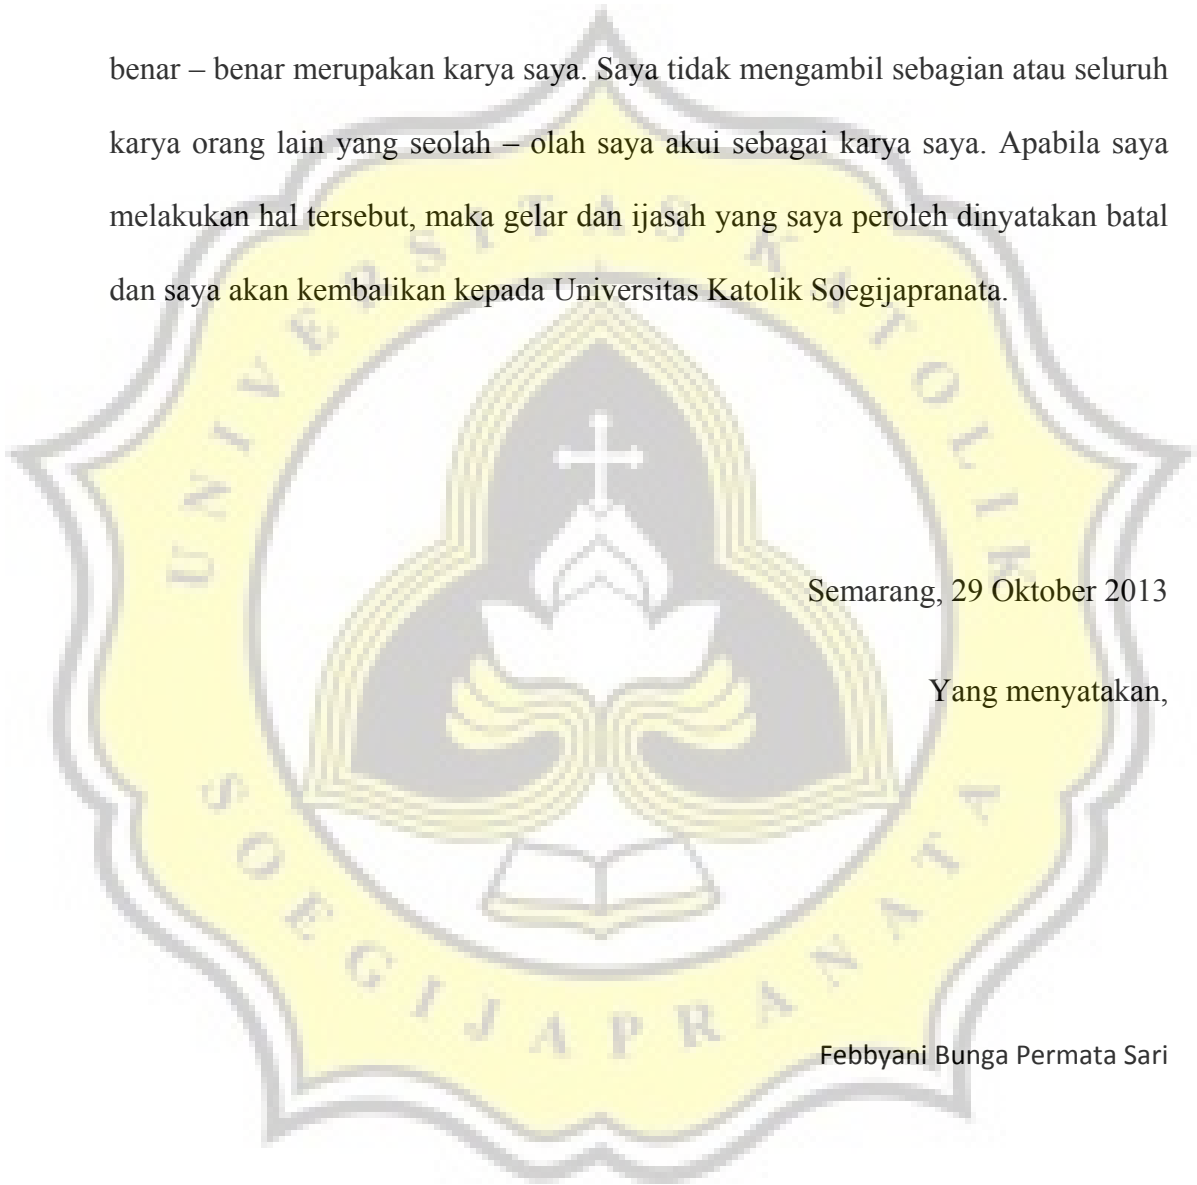 benar – benar merupakan karya saya. Saya tidak mengambil sebagian atau seluruh
karya orang lain yang seolah – olah saya akui sebagai karya saya. Apabila saya
melakukan hal tersebut, maka gelar dan ijasah yang saya peroleh dinyatakan batal
dan saya akan kembalikan kepada Universitas Katolik Soegijapranata.
UNIVERSITAS KATOLIK
Semarang, 29 Oktober 2013
Yang menyatakan,
SOEGIJAPRANATA
Febbyani Bunga Permata Sari